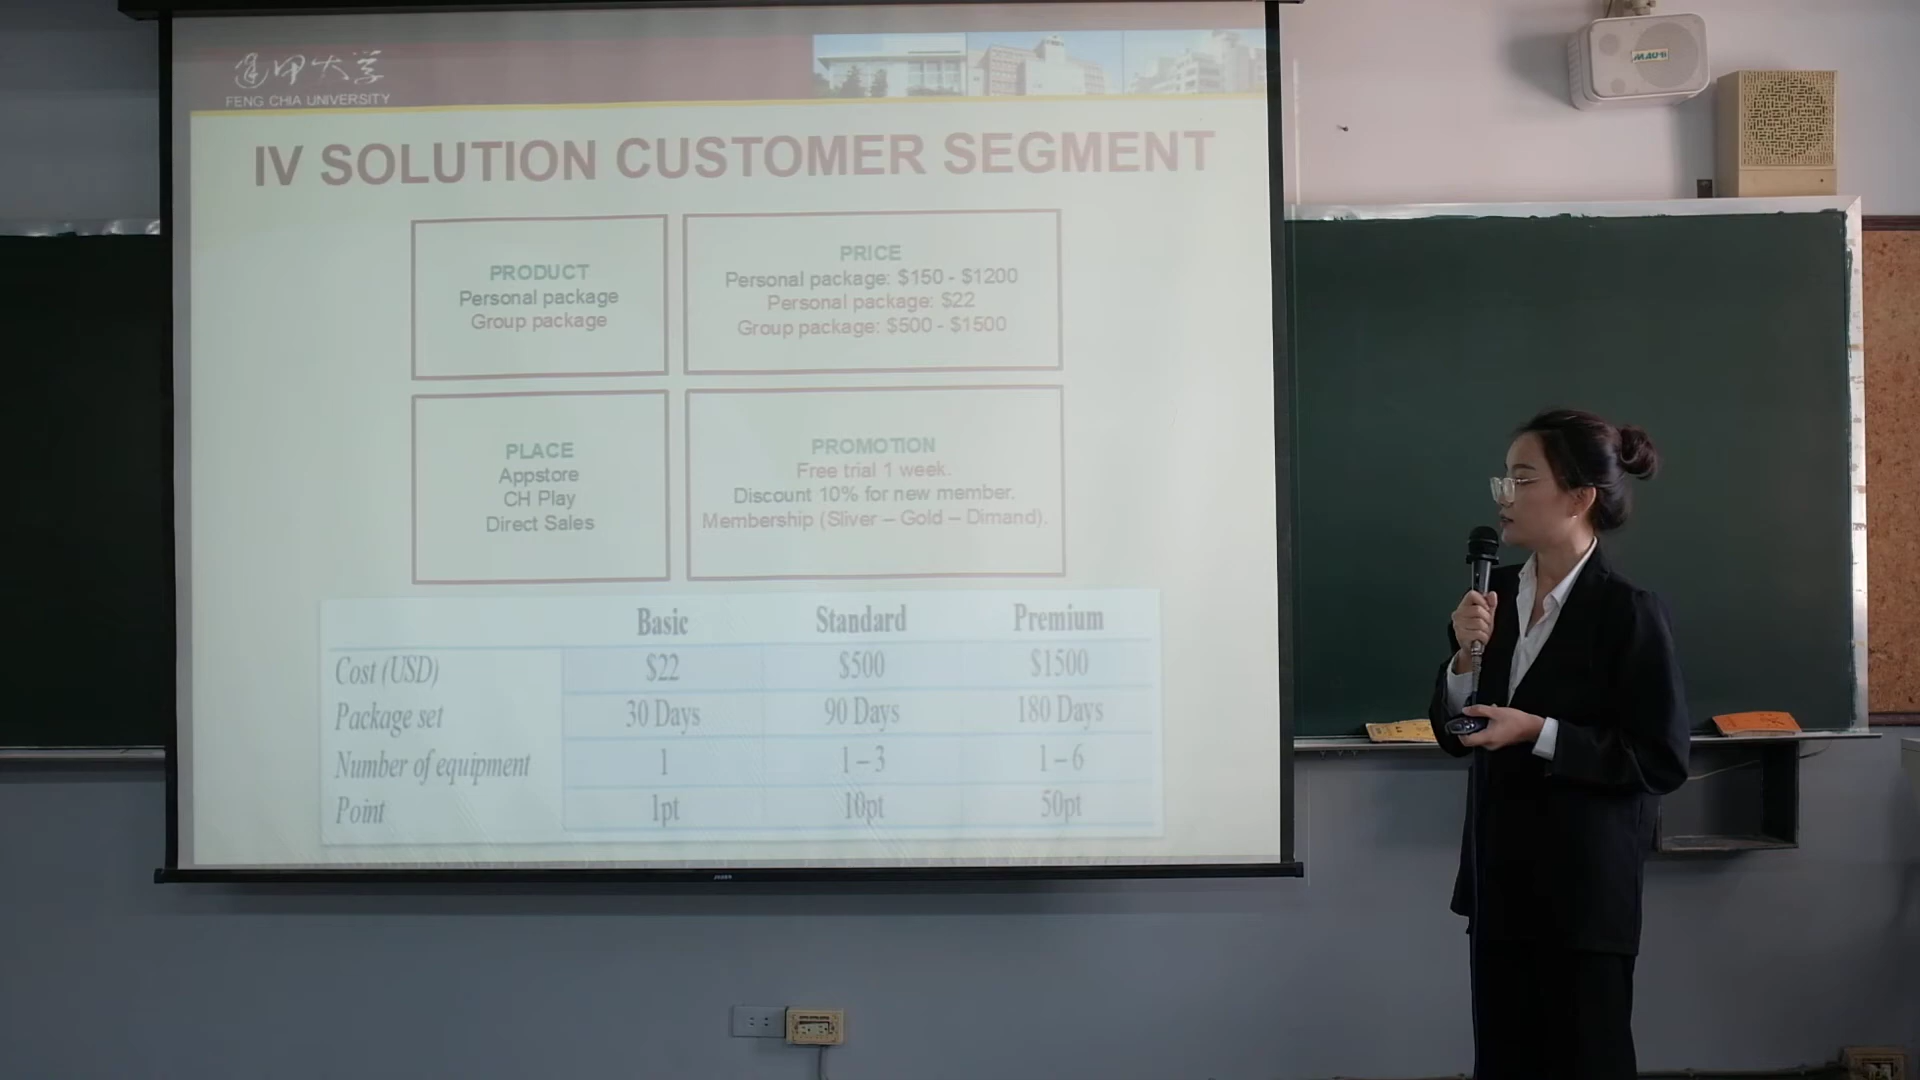 逢甲大學
FENG CHIA UNIVERSITY
IV SOLUTION CUSTOMER SEGMENT
PRODUCT
Personal package
Group package
PRICE
Personal package: $150 - $1200
Personal package: $22
Group package: $500 - $1500
PLACE
Appstore
CH Play
Direct Sales
PROMOTION
Free trial 1 week.
Discount 10% for new member.
Membership (Sliver – Gold – Dimand).
Basic Standard Premium
Cost (USD) $22 $500 $1500
Package set 30 Days 90 Days 180 Days
Number of equipment 1 1 – 3 1 – 6
Point 1pt 10pt 50pt